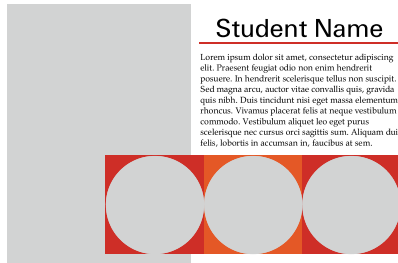 Student Name
Lorem ipsum dolor sit amet, consectetur adipiscing
elit. Praesent feugiat odio non enim hendrerit
posuere. In hendrerit scelerisque tellus non suscipit.
Sed magna arcu, auctor vitae convallis quis, gravida
quis nibh. Duis tincidunt nisi eget massa elementum
rhoncus. Vivamus placerat felis at neque vestibulum
commodo. Vestibulum aliquet leo eget purus
scelerisque nec cursus orci sagittis sum. Aliquam dui
felis, lobortis in accumsan in, faucibus at sem.